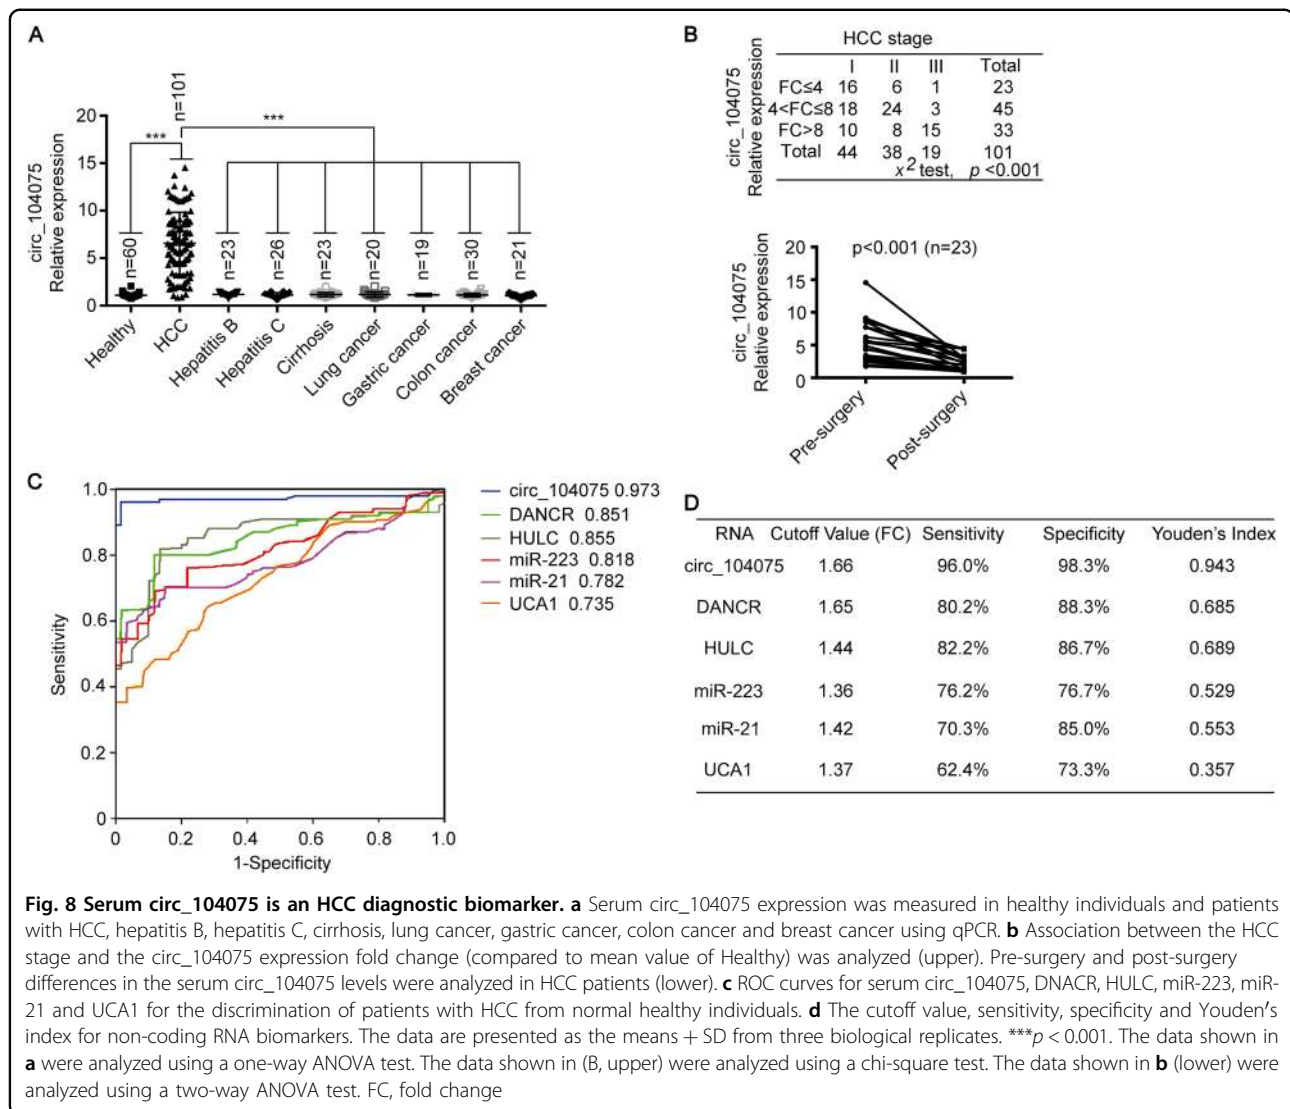 A
circ_104075
Relative expression
20
15
10
5
0
***
***
n=60
n=101
n=23
n=26
n=23
n=20
n=19
n=30
n=21
Healthy
HCC
Hepatitis B
Hepatitis C
Cirrhosis
Lung cancer
Gastric cancer
Colon cancer
Breast cancer
B
HCC stage
circ_104075
Relative expression
I II III Total
FC≤4 16 6 1 23
4<FC≤8 18 24 3 45
FC>8 10 8 15 33
Total 44 38 19 101
x² test, p <0.001
circ_104075
Relative expression
20
15
10
5
0
p<0.001 (n=23)
Pre-surgery
Post-surgery
C
Sensitivity
1.0
0.8
0.6
0.4
0.2
0
0 0.2 0.4 0.6 0.8 1.0
1-Specificity
circ_104075 0.973
DANCR 0.851
HULC 0.855
miR-223 0.818
miR-21 0.782
UCA1 0.735
D
RNA Cutoff Value (FC) Sensitivity Specificity Youden's Index
circ_104075 1.66 96.0% 98.3% 0.943
DANCR 1.65 80.2% 88.3% 0.685
HULC 1.44 82.2% 86.7% 0.689
miR-223 1.36 76.2% 76.7% 0.529
miR-21 1.42 70.3% 85.0% 0.553
UCA1 1.37 62.4% 73.3% 0.357
Fig. 8 Serum circ_104075 is an HCC diagnostic biomarker. a Serum circ_104075 expression was measured in healthy individuals and patients
with HCC, hepatitis B, hepatitis C, cirrhosis, lung cancer, gastric cancer, colon cancer and breast cancer using qPCR. b Association between the HCC
stage and the circ_104075 expression fold change (compared to mean value of Healthy) was analyzed (upper). Pre-surgery and post-surgery
differences in the serum circ_104075 levels were analyzed in HCC patients (lower). c ROC curves for serum circ_104075, DNACR, HULC, miR-223, miR-
21 and UCA1 for the discrimination of patients with HCC from normal healthy individuals. d The cutoff value, sensitivity, specificity and Youden′s
index for non-coding RNA biomarkers. The data are presented as the means + SD from three biological replicates. ***p < 0.001. The data shown in
a were analyzed using a one-way ANOVA test. The data shown in (B, upper) were analyzed using a chi-square test. The data shown in b (lower) were
analyzed using a two-way ANOVA test. FC, fold change